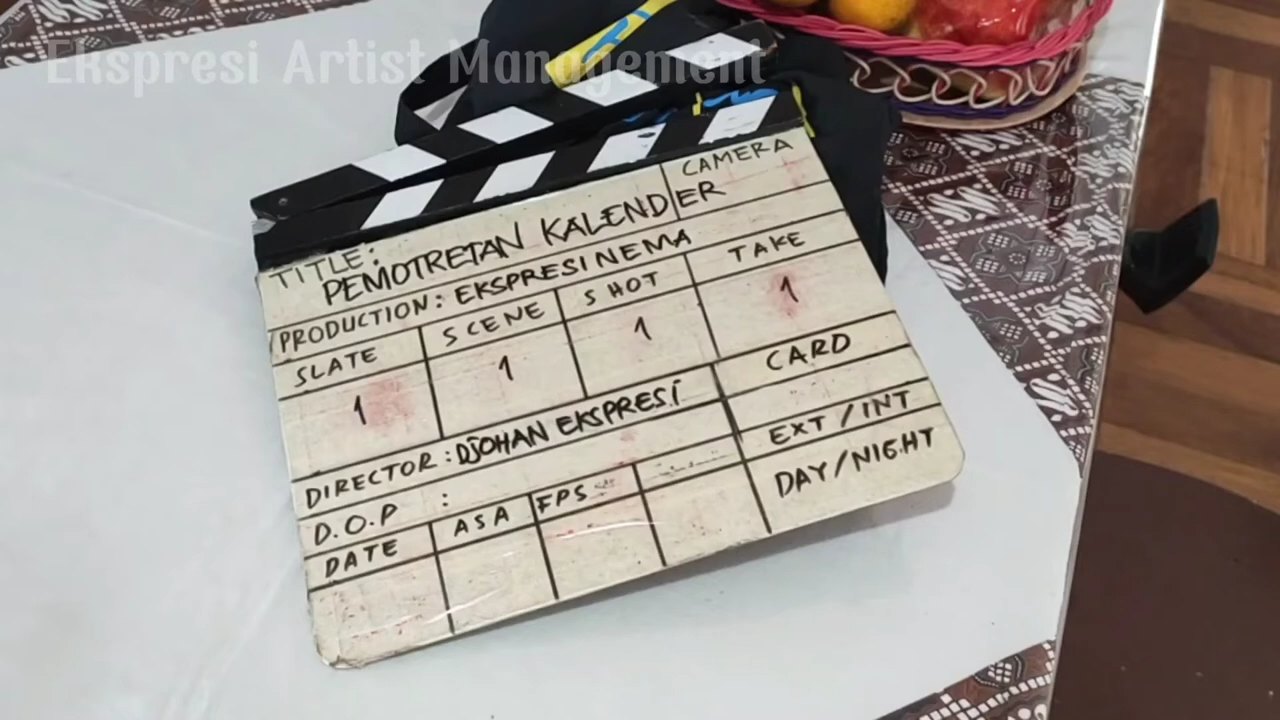 Ekspresi Artist Management
CAMERA
TITLE:
PEMOTRETAN KALENDER
PRODUCTION: EKSPRESINEMA
SLATE SCENE SHOT TAKE
1 1 1 1
CARD
DIRECTOR: DJOHAN EKSPRESI
EXT / INT
D.O.P :
DAY/NIGHT
DATE ASA FPS